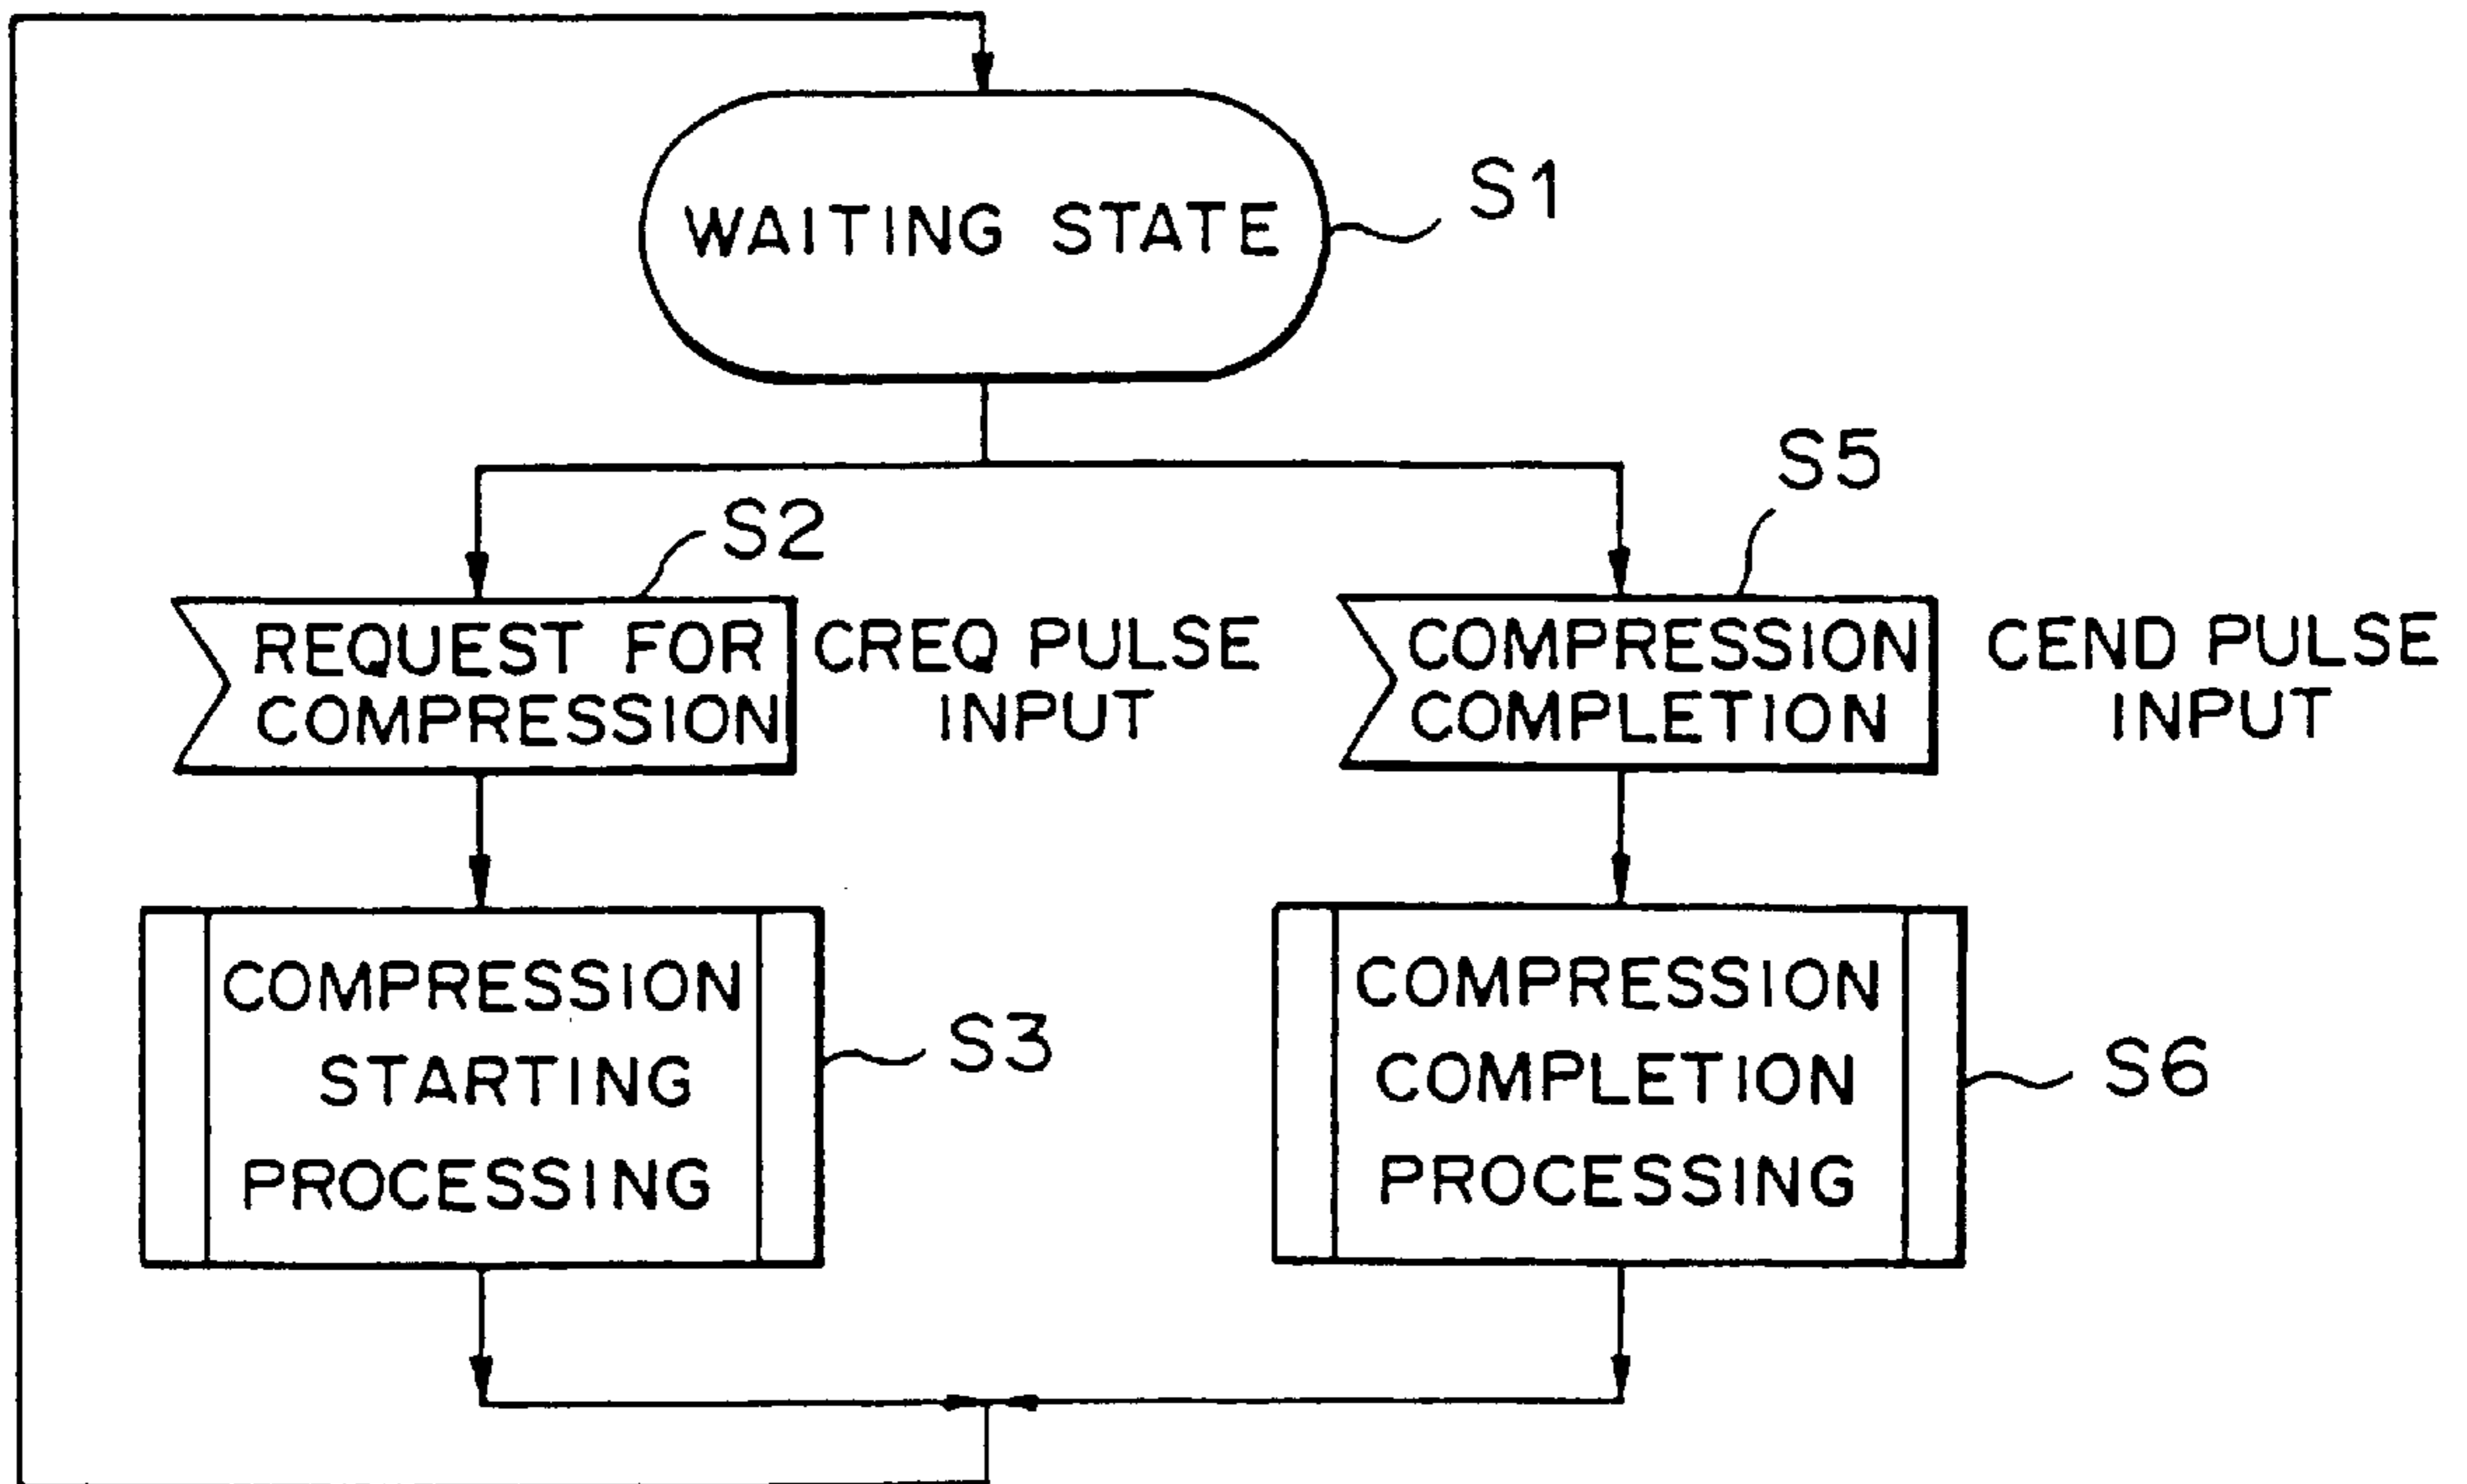 WAITING STATE
S1
S2
S5
REQUEST FOR
COMPRESSION
CREQ PULSE
INPUT
COMPRESSION
COMPLETION
CEND PULSE
INPUT
COMPRESSION
STARTING
PROCESSING
S3
COMPRESSION
COMPLETION
PROCESSING
S6